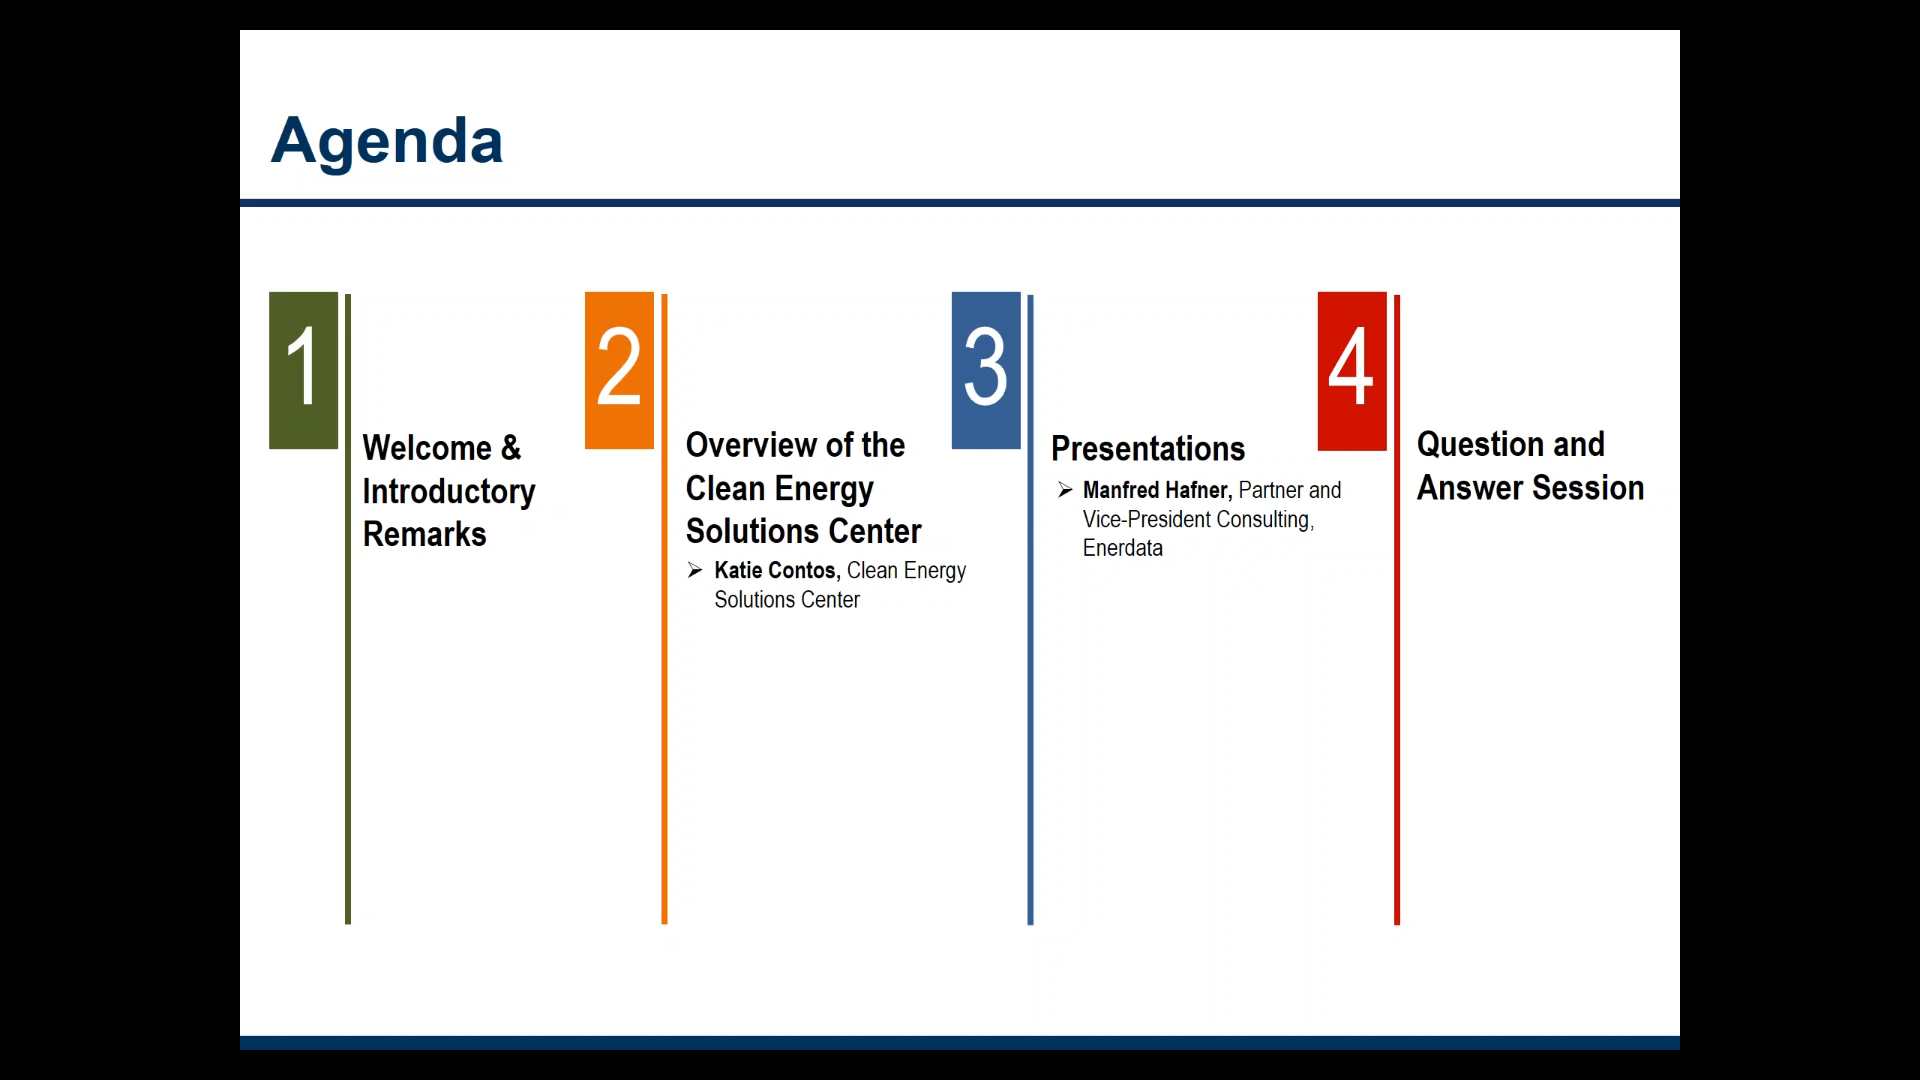 Agenda
1
Welcome &
Introductory
Remarks
2
Overview of the
Clean Energy
Solutions Center
➢ Katie Contos, Clean Energy
Solutions Center
3
Presentations
➢ Manfred Hafner, Partner and
Vice-President Consulting,
Enerdata
4
Question and
Answer Session